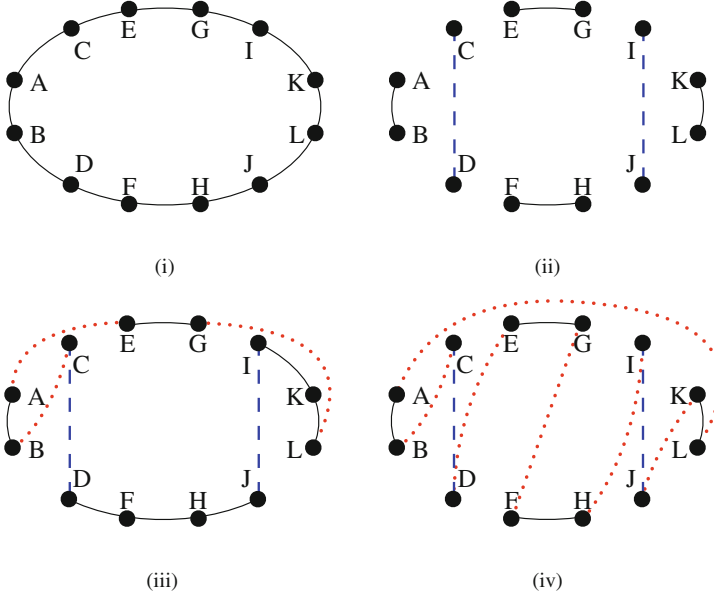 E G
C I
A K
B L
D J
F H
(i)
E G
C I
A K
B L
D J
F H
(ii)
E G
C I
A K
B L
D J
F H
(iii)
E G
C I
A K
B L
D J
F H
(iv)